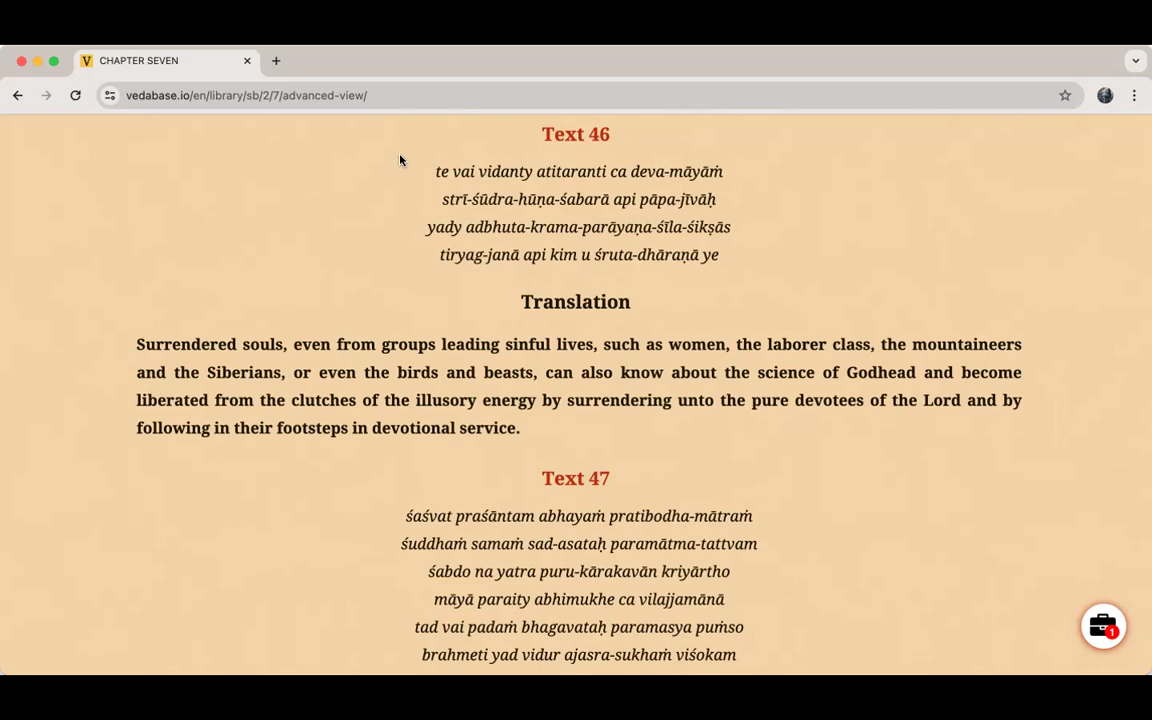 CHAPTER SEVEN
vedabase.io/en/library/sb/2/7/advanced-view/
Text 46
te vai vidanty atitaranti ca deva-māyāṁ
strī-śūdra-hūṇa-śabarā api pāpa-jīvāḥ
yady adbhuta-krama-parāyaṇa-śīla-śikṣās
tiryag-janā api kim u śruta-dhāraṇā ye
Translation
Surrendered souls, even from groups leading sinful lives, such as women, the laborer class, the mountaineers
and the Siberians, or even the birds and beasts, can also know about the science of Godhead and become
liberated from the clutches of the illusory energy by surrendering unto the pure devotees of the Lord and by
following in their footsteps in devotional service.
Text 47
śaśvat praśāntam abhayaṁ pratibodha-mātraṁ
śuddhaṁ samaṁ sad-asataḥ paramātma-tattvam
śabdo na yatra puru-kārakavān kriyārtho
māyā paraity abhimukhe ca vilajjamānā
tad vai padaṁ bhagavataḥ paramasya puṁso
brahmeti yad vidur ajasra-sukhaṁ viśokam
1